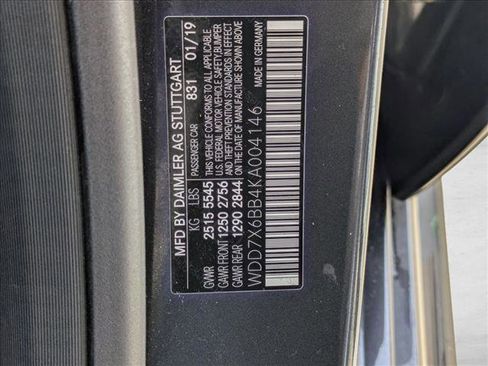 MFD BY DAIMLER AG STUTTGART
PASSENGER CAR 831 01/19
KG LBS
GVWR 2515 5545
GAWR FRONT 1250 2756
GAWR REAR 1290 2844
THIS VEHICLE CONFORMS TO ALL APPLICABLE
U.S. FEDERAL MOTOR VEHICLE SAFETY, BUMPER
AND THEFT PREVENTION STANDARDS IN EFFECT
ON THE DATE OF MANUFACTURE SHOWN ABOVE
WDD7X6BB4KA004146 MADE IN GERMANY